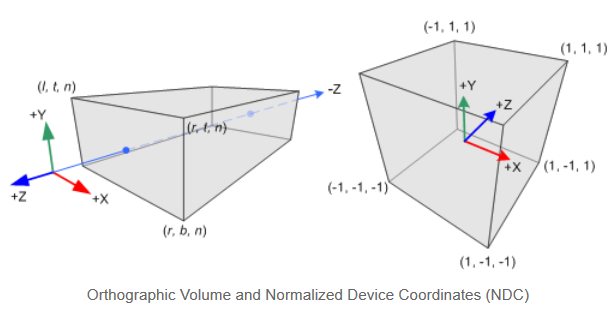 (-1, 1, 1)
(1, 1, 1)
(l, t, n)
-Z
+Y
+Y
+Z
(r, t, n)
+X
(1, -1, 1)
+Z
+X
(-1, -1, -1)
(r, b, n)
(1, -1, -1)
Orthographic Volume and Normalized Device Coordinates (NDC)